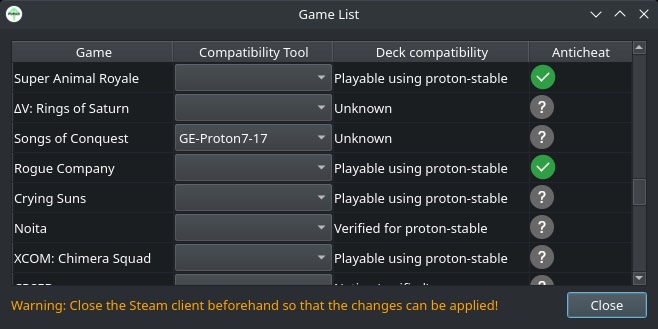 Game List
Game Compatibility Tool Deck compatibility Anticheat
Super Animal Royale Playable using proton-stable
ΔV: Rings of Saturn Unknown ?
Songs of Conquest GE-Proton7-17 Unknown ?
Rogue Company Playable using proton-stable
Crying Suns Playable using proton-stable ?
Noita Verified for proton-stable ?
XCOM: Chimera Squad Playable using proton-stable ?
Warning: Close the Steam client beforehand so that the changes can be applied! Close